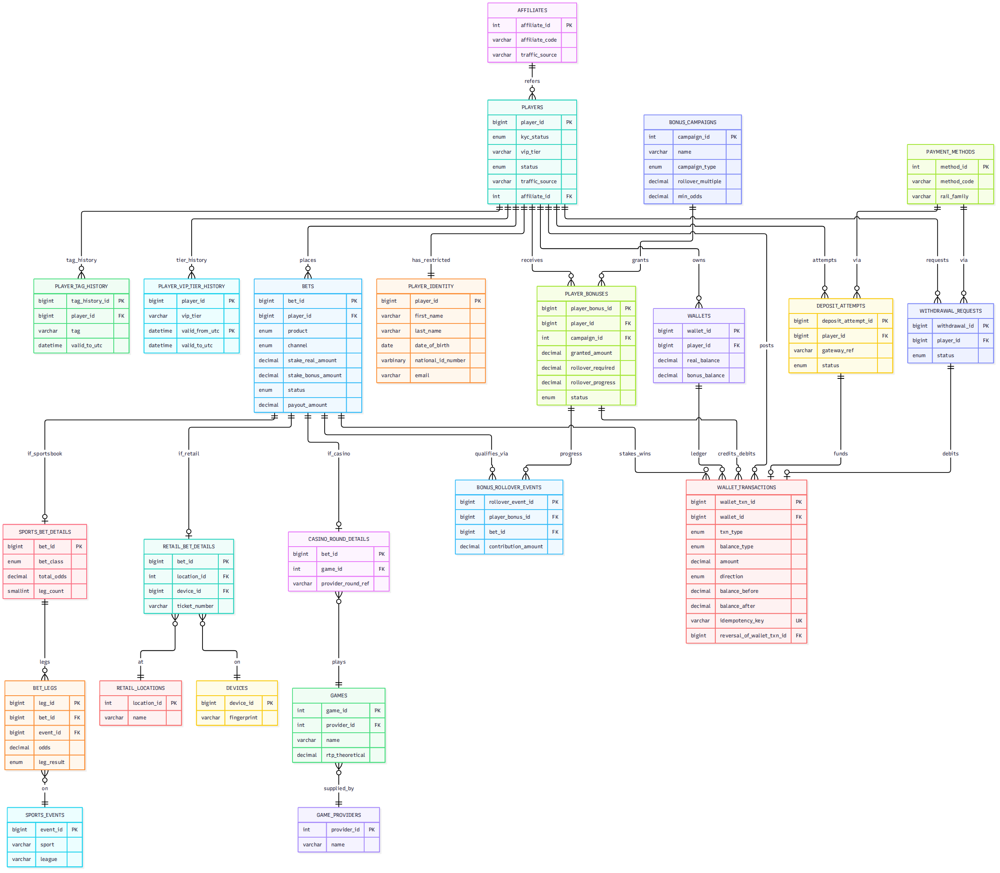 AFFILIATES
int affiliate_id PK
varchar affiliate_code
varchar traffic_source
refers
PLAYERS
bigint player_id PK
enum kyc_status
varchar vip_tier
enum status
varchar traffic_source
int affiliate_id FK
BONUS_CAMPAIGNS
int campaign_id PK
varchar name
enum campaign_type
decimal rollover_multiple
decimal min_odds
PAYMENT_METHODS
int method_id PK
varchar method_code
varchar rail_family
tag_history
tier_history
places
has_restricted
receives
grants
owns
attempts
via
requests
via
PLAYER_TAG_HISTORY
bigint tag_history_id PK
bigint player_id FK
varchar tag
datetime valid_to_utc
PLAYER_VIP_TIER_HISTORY
bigint player_id PK
varchar vip_tier
datetime valid_from_utc PK
datetime valid_to_utc
BETS
bigint bet_id PK
bigint player_id FK
enum product
enum channel
decimal stake_real_amount
decimal stake_bonus_amount
enum status
decimal payout_amount
PLAYER_IDENTITY
bigint player_id PK
varchar first_name
varchar last_name
date date_of_birth
varbinary national_id_number
varchar email
PLAYER_BONUSES
bigint player_bonus_id PK
bigint player_id FK
int campaign_id FK
decimal granted_amount
decimal rollover_required
decimal rollover_progress
enum status
WALLETS
bigint wallet_id PK
bigint player_id FK
decimal real_balance
decimal bonus_balance
posts
DEPOSIT_ATTEMPTS
bigint deposit_attempt_id PK
bigint player_id FK
varchar gateway_ref
enum status
WITHDRAWAL_REQUESTS
bigint withdrawal_id PK
bigint player_id FK
enum status
if_sportsbook
if_retail
if_casino
qualifies_via
progress
stakes_wins
ledger
credits_debits
funds
debits
SPORTS_BET_DETAILS
bigint bet_id PK
enum bet_class
decimal total_odds
smallint leg_count
RETAIL_BET_DETAILS
bigint bet_id PK
int location_id FK
bigint device_id FK
varchar ticket_number
CASINO_ROUND_DETAILS
bigint bet_id PK
int game_id FK
varchar provider_round_ref
BONUS_ROLLOVER_EVENTS
bigint rollover_event_id PK
bigint player_bonus_id FK
bigint bet_id FK
decimal contribution_amount
WALLET_TRANSACTIONS
bigint wallet_txn_id PK
bigint wallet_id FK
enum txn_type
enum balance_type
decimal amount
enum direction
decimal balance_before
decimal balance_after
varchar idempotency_key UK
bigint reversal_of_wallet_txn_id FK
legs
at
on
plays
BET_LEGS
bigint leg_id PK
bigint bet_id FK
bigint event_id FK
decimal odds
enum leg_result
RETAIL_LOCATIONS
int location_id PK
varchar name
DEVICES
bigint device_id PK
varchar fingerprint
GAMES
int game_id PK
int provider_id FK
varchar name
decimal rtp_theoretical
on
supplied_by
SPORTS_EVENTS
bigint event_id PK
varchar sport
varchar league
GAME_PROVIDERS
int provider_id PK
varchar name